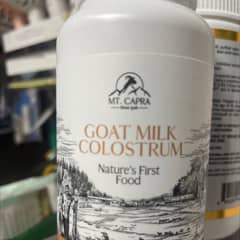 MT. CAPRA
GOAT MILK
COLOSTRUM
Nature's First
Food